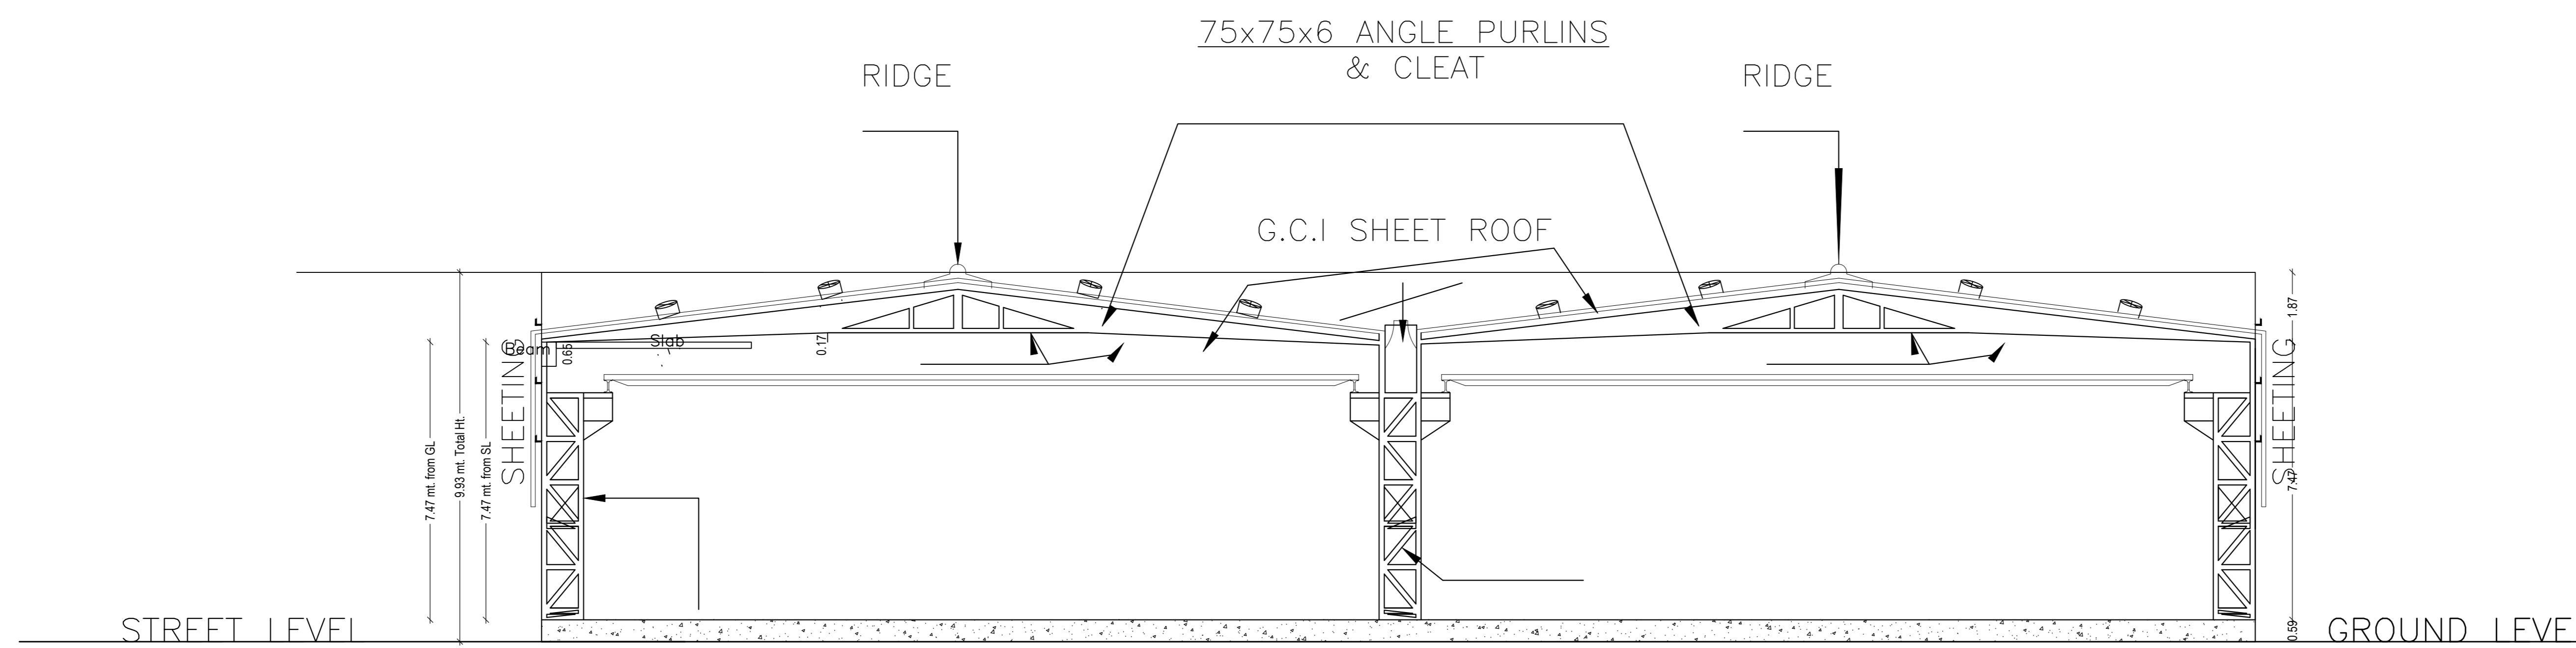 75x75x6 ANGLE PURLINS
& CLEAT
RIDGE
RIDGE
G.C.I SHEET ROOF
1.87
Slab
Beam
0.65
0.17
SHEETING
SHEETING
7.47 mt. from GL
9.93 mt. Total Ht.
7.47 mt. from SL
7.47
STREET LEVEL
0.59
GROUND LEVE